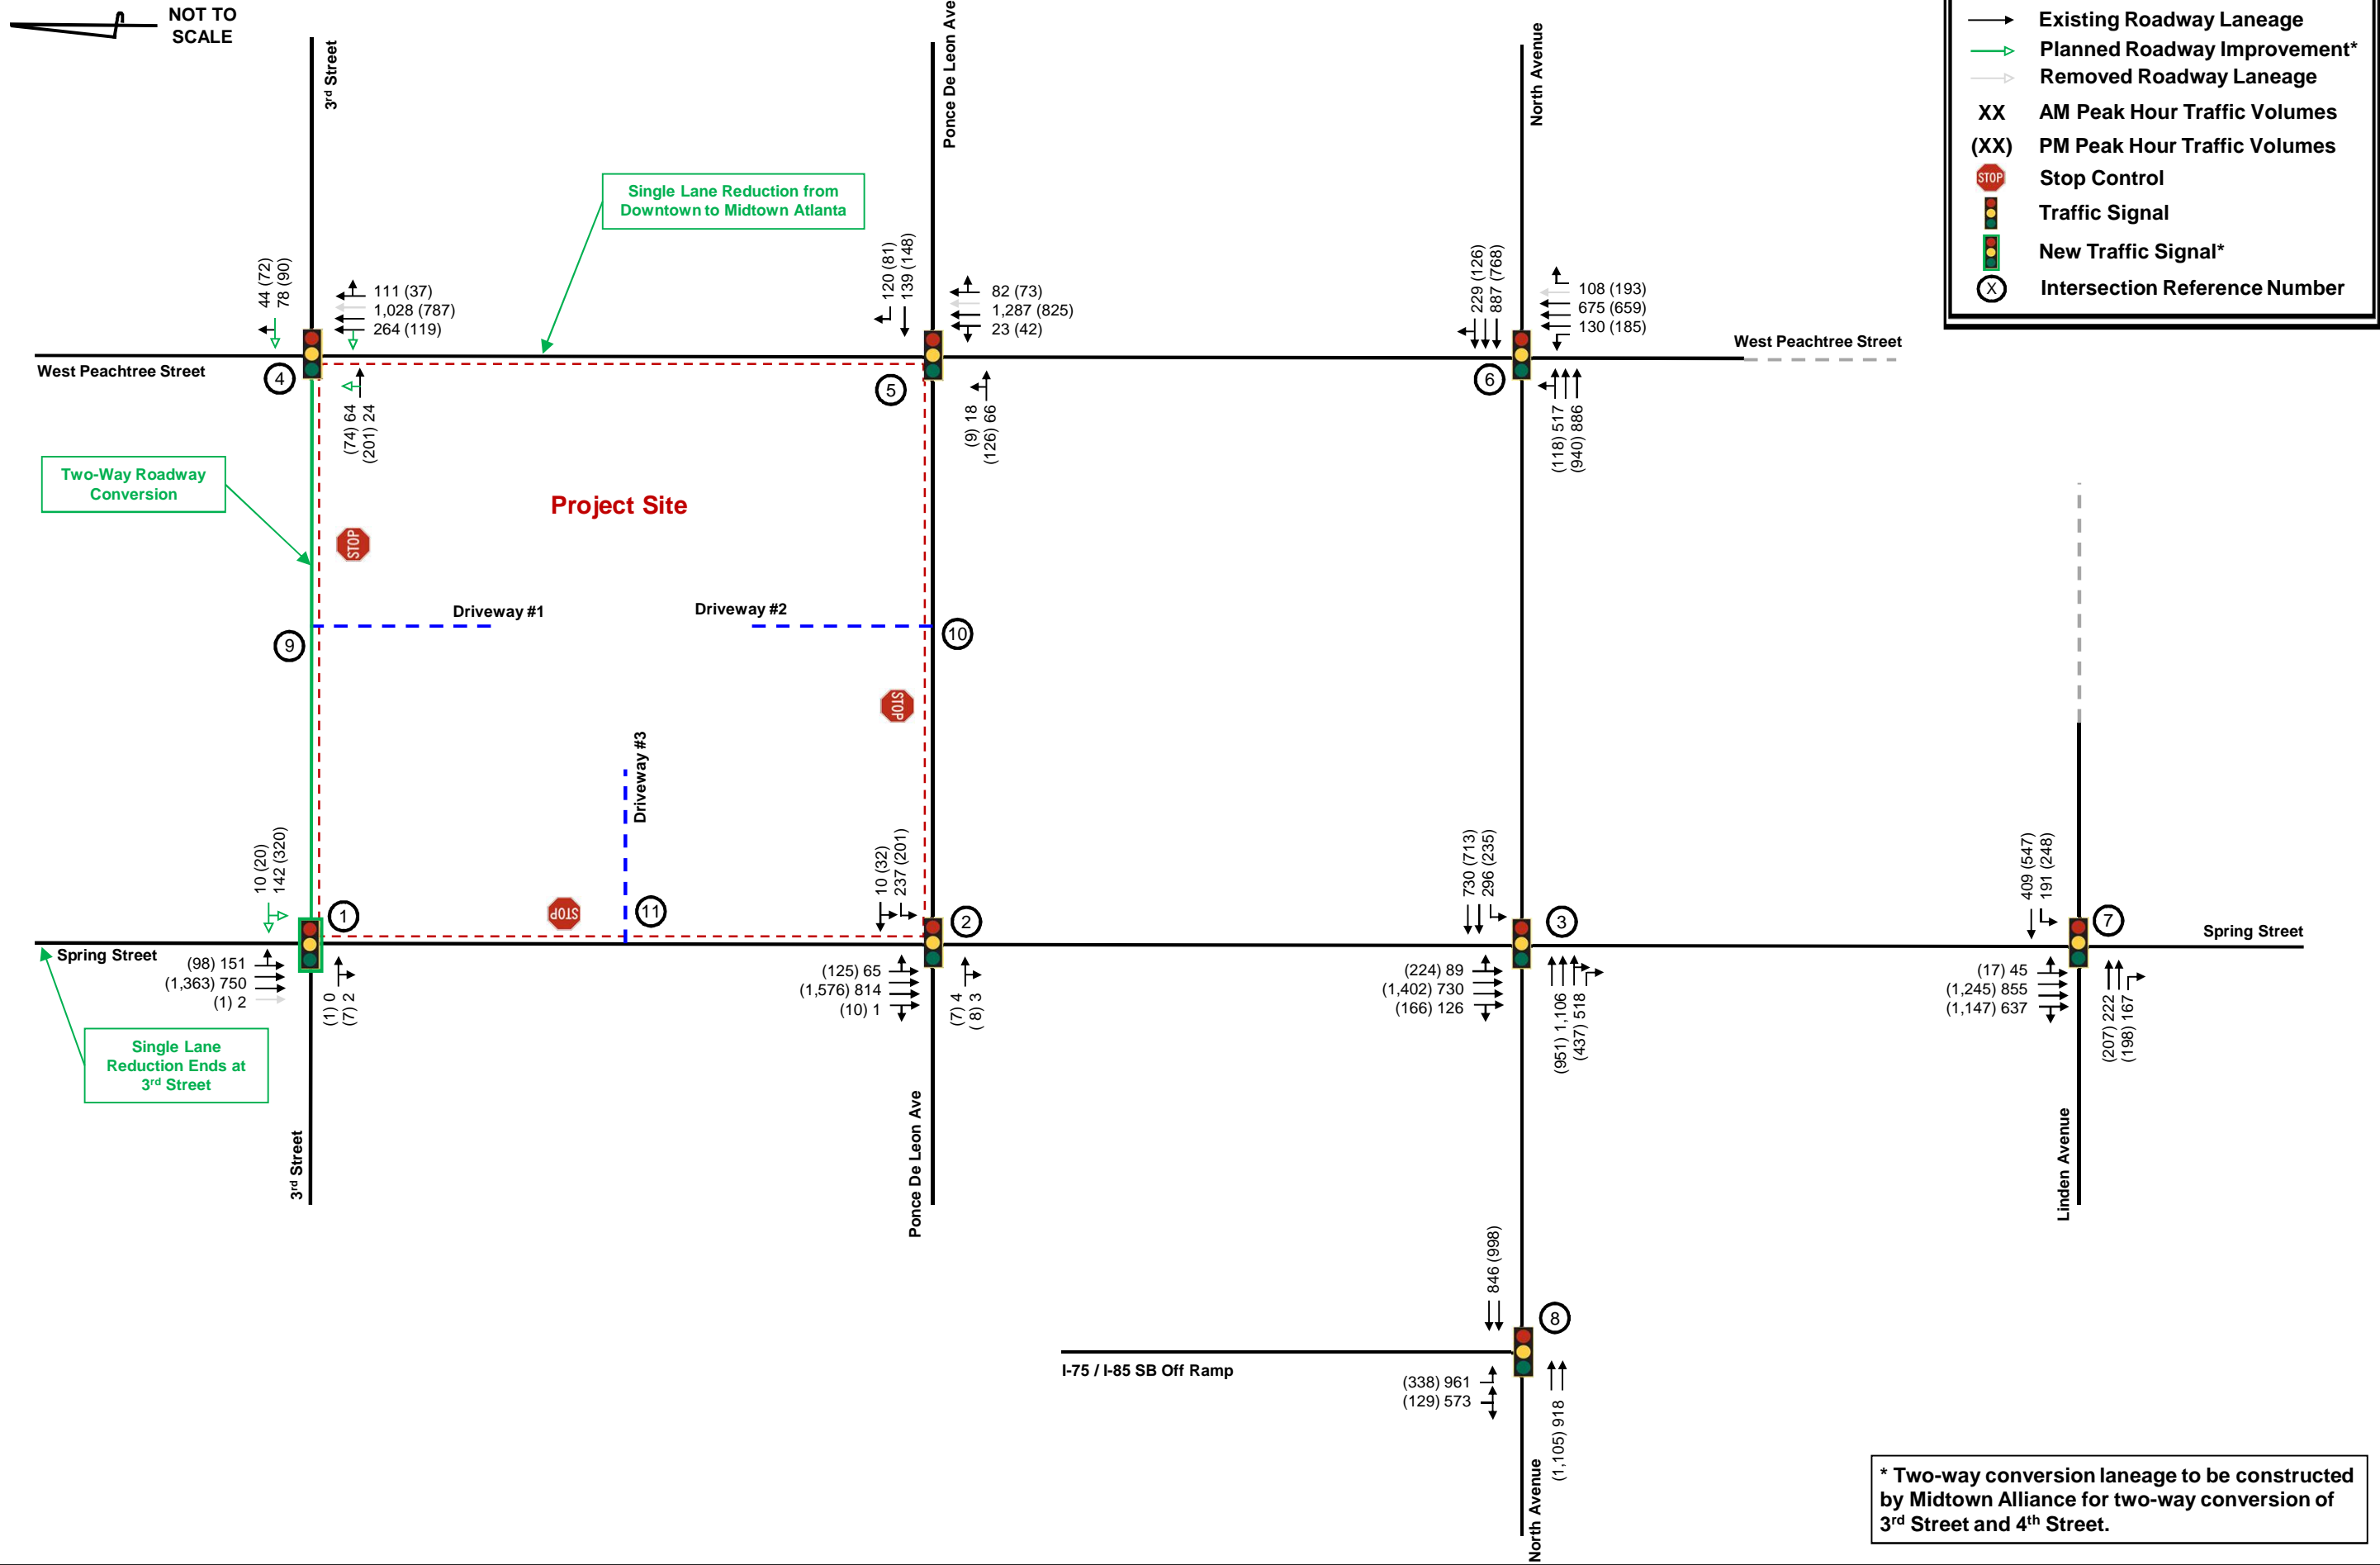 NOT TO
SCALE
3rd Street
Ponce De Leon Ave
North Avenue
Existing Roadway Laneage
Planned Roadway Improvement*
Removed Roadway Laneage
XX AM Peak Hour Traffic Volumes
(XX) PM Peak Hour Traffic Volumes
STOP Stop Control
Traffic Signal
New Traffic Signal*
X Intersection Reference Number
Single Lane Reduction from
Downtown to Midtown Atlanta
44 (72)
78 (90)
111 (37)
1,028 (787)
264 (119)
120 (81)
139 (148)
82 (73)
1,287 (825)
23 (42)
229 (126)
887 (768)
108 (193)
675 (659)
130 (185)
West Peachtree Street
West Peachtree Street
4
5
6
(74) 64
(201) 24
(9) 18
(126) 66
(118) 517
(940) 886
Two-Way Roadway
Conversion
Project Site
STOP
Driveway #1
Driveway #2
9
10
STOP
Driveway #3
10 (20)
142 (320)
10 (32)
237 (201)
730 (713)
296 (235)
409 (547)
191 (248)
1
STOP
11
2
3
7
Spring Street
Spring Street
(98) 151
(1,363) 750
(1) 2
(1) 0
(7) 2
(125) 65
(1,576) 814
(10) 1
(7) 4
( 8) 3
(224) 89
(1,402) 730
(166) 126
(951) 1,106
(437) 518
(17) 45
(1,245) 855
(1,147) 637
(207) 222
(198) 167
Single Lane
Reduction Ends at
3rd Street
3rd Street
Ponce De Leon Ave
Linden Avenue
846 (998)
8
I-75 / I-85 SB Off Ramp
(338) 961
(129) 573
(1,105) 918
North Avenue
* Two-way conversion laneage to be constructed
by Midtown Alliance for two-way conversion of
3rd Street and 4th Street.